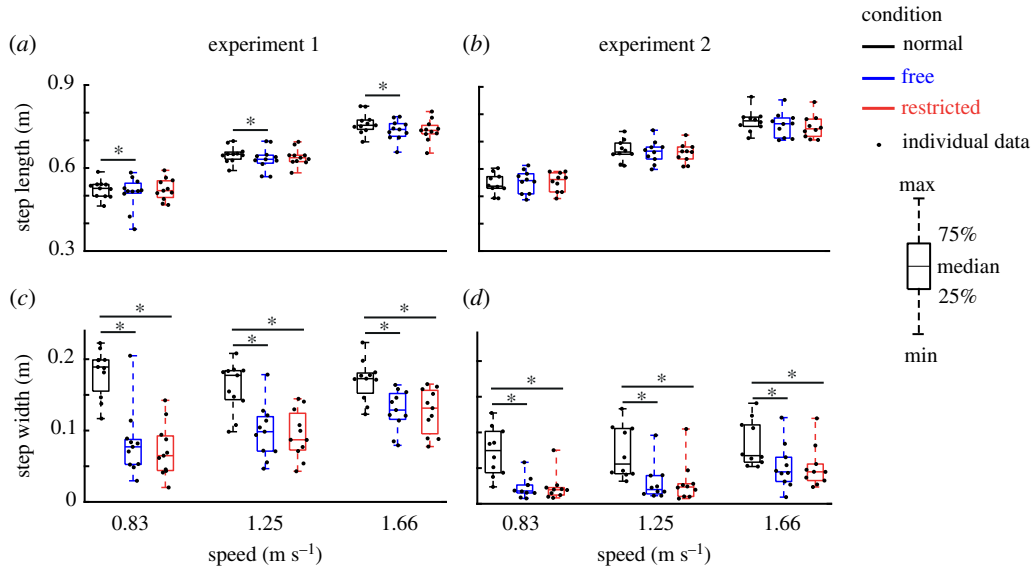 (a)
experiment 1
(b)
experiment 2
condition
normal
free
restricted
individual data
max
75%
median
25%
min
step length (m)
0.9
0.6
0.3
*
*
*
(c)
(d)
step width (m)
0.2
0.1
0
*
*
*
*
*
*
*
*
*
*
*
*
0.83
1.25
1.66
0.83
1.25
1.66
speed (m s⁻¹)
speed (m s⁻¹)